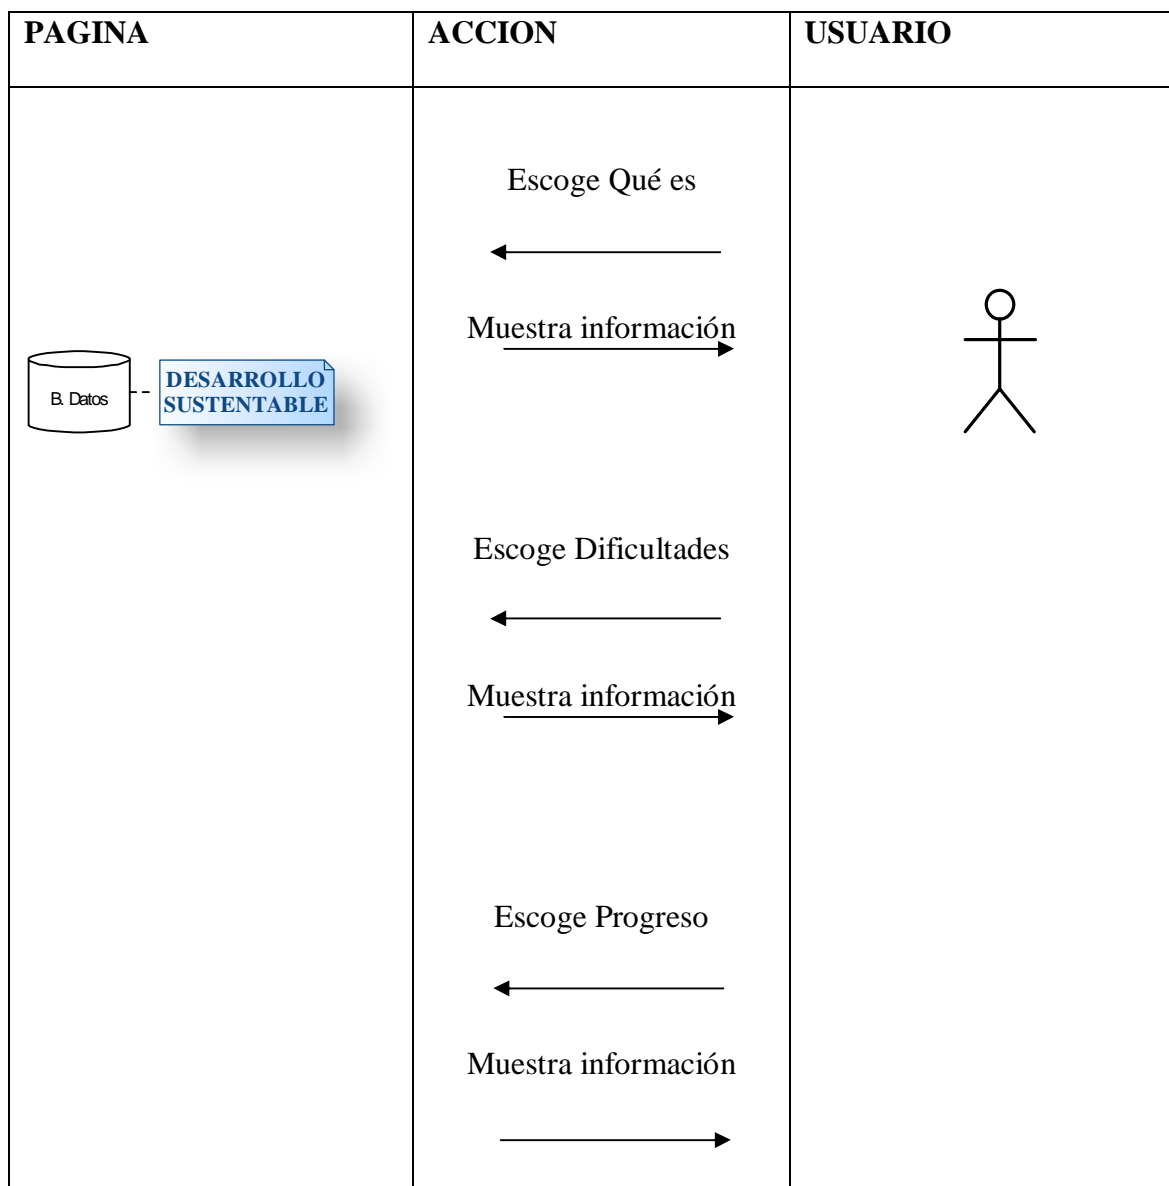 PAGINA
ACCION
USUARIO
Escoge Qué es
Muestra información
B. Datos
DESARROLLO
SUSTENTABLE
Escoge Dificultades
Muestra información
Escoge Progreso
Muestra información